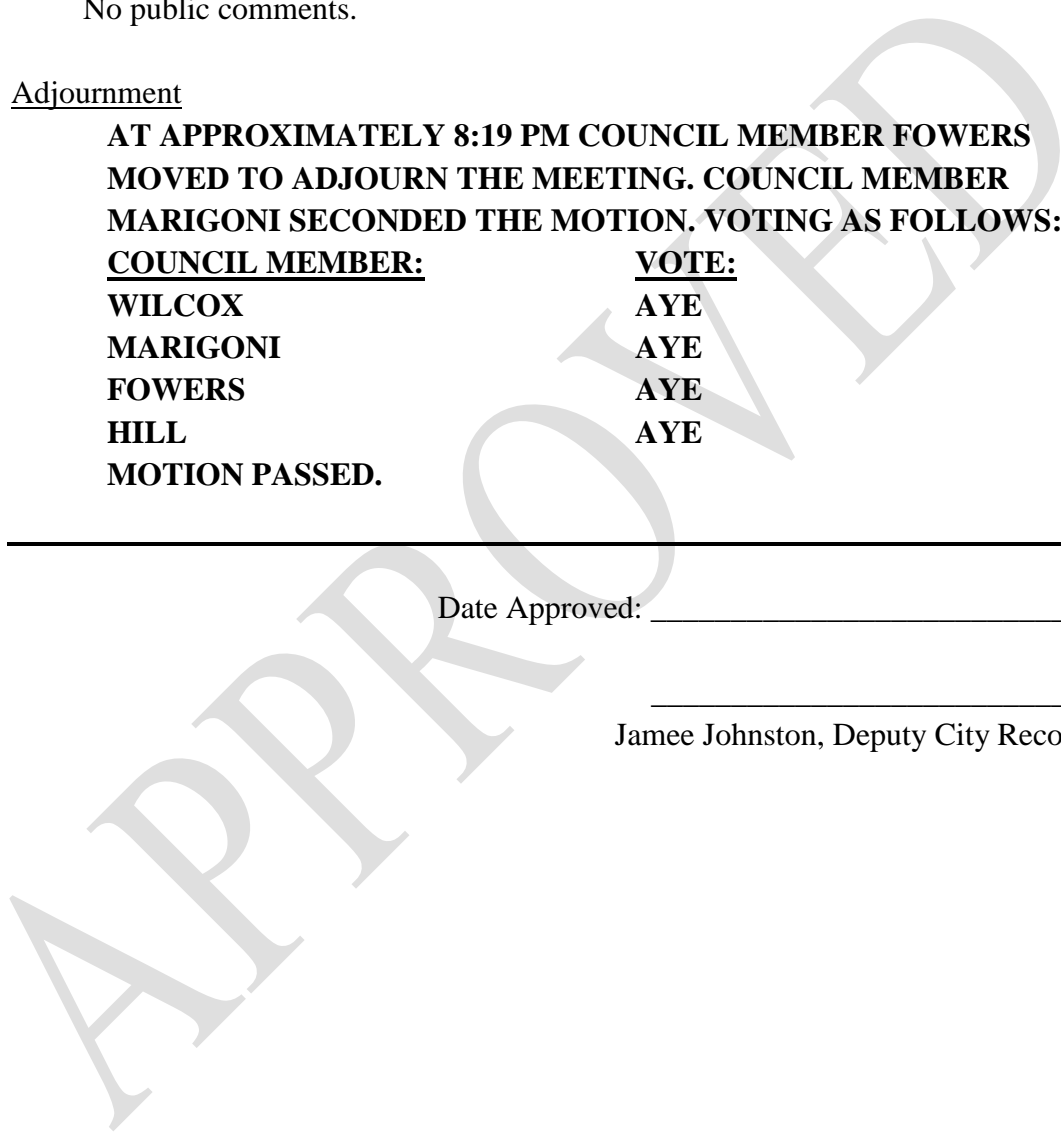 No public comments.
Adjournment
AT APPROXIMATELY 8:19 PM COUNCIL MEMBER FOWERS
MOVED TO ADJOURN THE MEETING. COUNCIL MEMBER
MARIGONI SECONDED THE MOTION. VOTING AS FOLLOWS:
COUNCIL MEMBER: VOTE:
WILCOX AYE
MARIGONI AYE
FOWERS AYE
HILL AYE
MOTION PASSED.
Date Approved: __________________________
__________________________
Jamee Johnston, Deputy City Reco
APPROVED